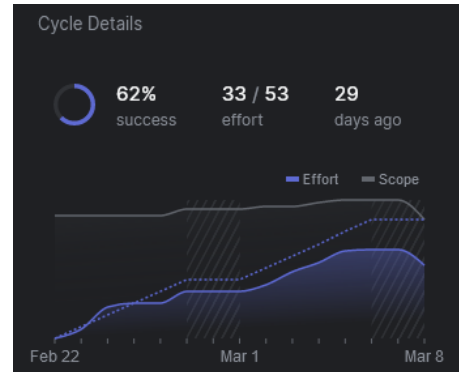 Cycle Details
62% 33 / 53 29
success effort days ago
Effort Scope
Feb 22 Mar 1 Mar 8